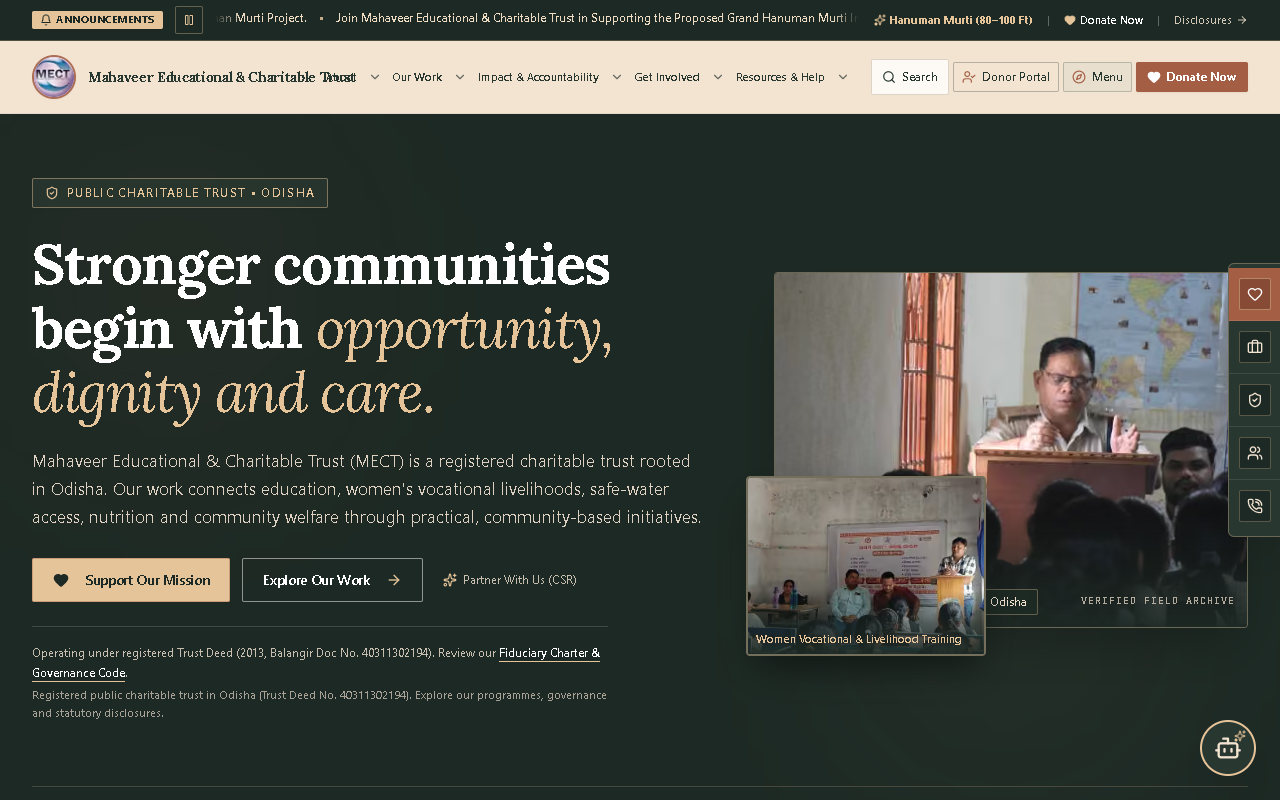 ANNOUNCEMENTS
an Murti Project. • Join Mahaveer Educational & Charitable Trust in Supporting the Proposed Grand Hanuman Murti
Hanuman Murti (80–100 Ft)
Donate Now
Disclosures →
MECT
Mahaveer Educational & Charitable Trust
About
Our Work
Impact & Accountability
Get Involved
Resources & Help
Search
Donor Portal
Menu
Donate Now
PUBLIC CHARITABLE TRUST • ODISHA
Stronger communities
begin with opportunity,
dignity and care.
Mahaveer Educational & Charitable Trust (MECT) is a registered charitable trust rooted
in Odisha. Our work connects education, women's vocational livelihoods, safe-water
access, nutrition and community welfare through practical, community-based initiatives.
Support Our Mission
Explore Our Work →
Partner With Us (CSR)
Operating under registered Trust Deed (2013, Balangir Doc No. 40311302194). Review our Fiduciary Charter &
Governance Code.
Registered public charitable trust in Odisha (Trust Deed No. 40311302194). Explore our programmes, governance
and statutory disclosures.
Odisha
VERIFIED FIELD ARCHIVE
Women Vocational & Livelihood Training